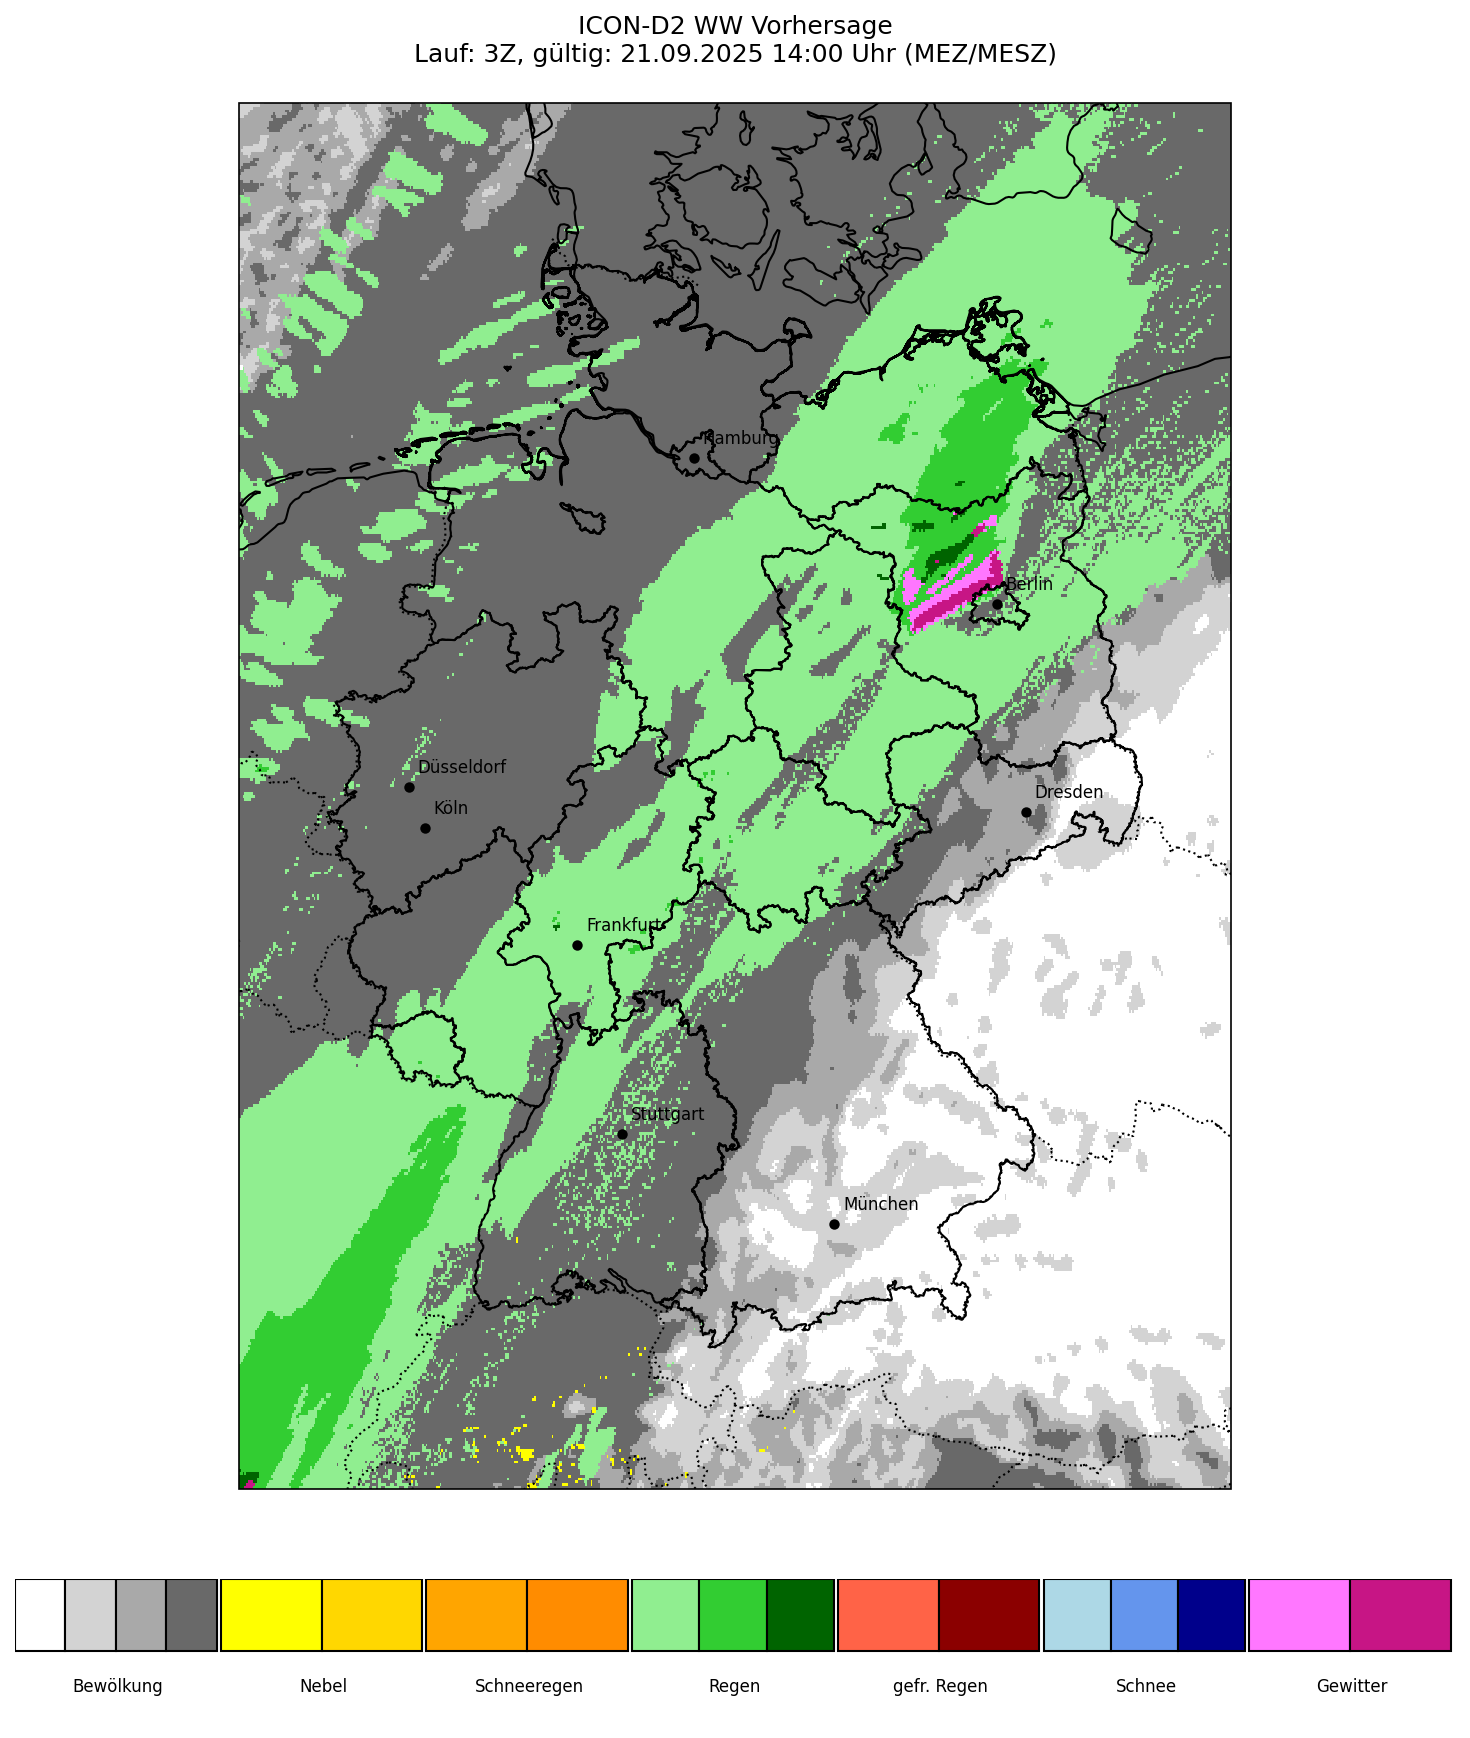 ICON-D2 WW Vorhersage
Lauf: 3Z, gültig: 21.09.2025 14:00 Uhr (MEZ/MESZ)
Hamburg
Berlin
Düsseldorf
Dresden
Köln
Frankfurt
Stuttgart
München
Bewölkung
Nebel
Schneeregen
Regen
gefr. Regen
Schnee
Gewitter